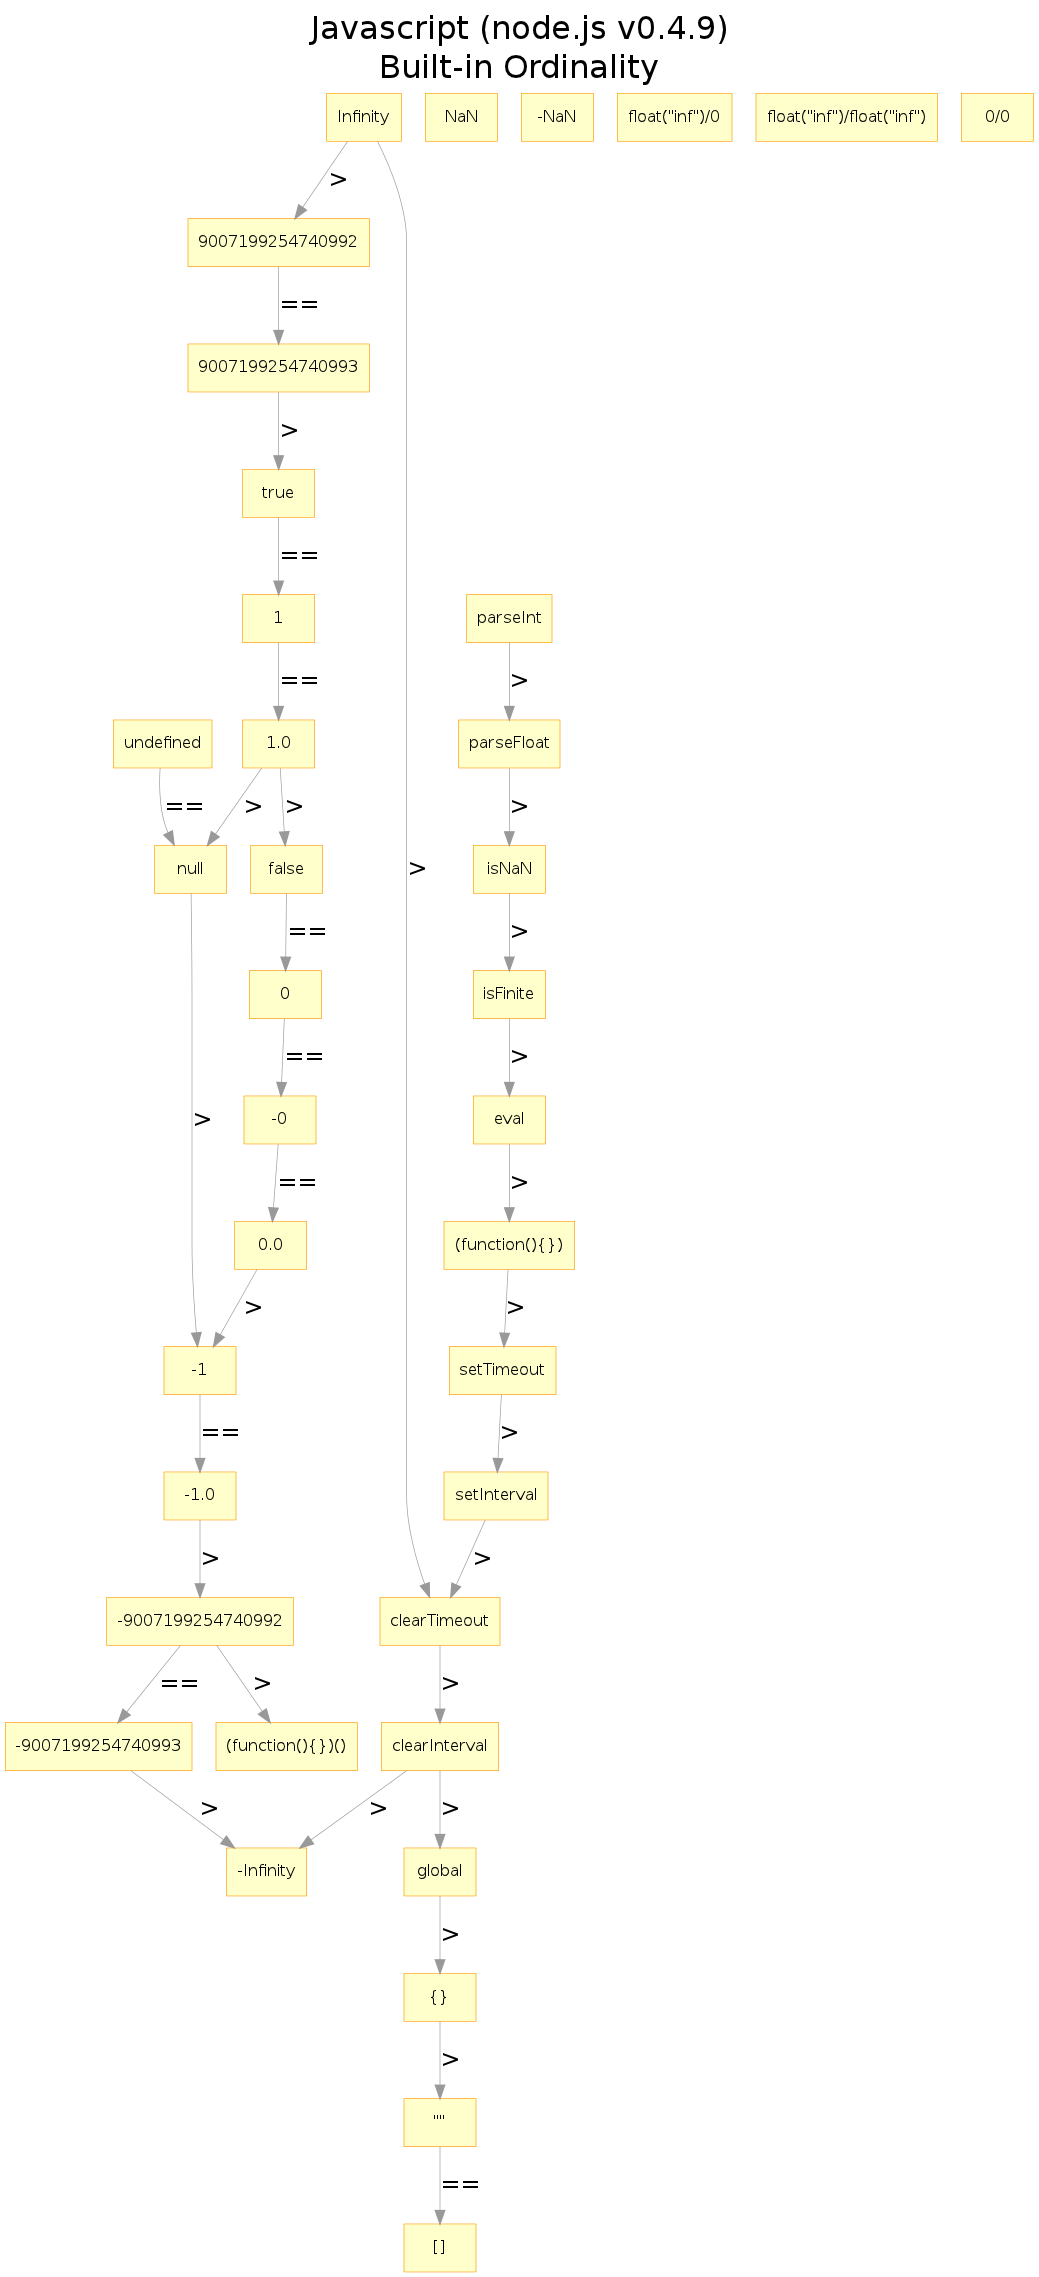 Javascript (node.js v0.4.9)
Built-in Ordinality
Infinity
NaN
-NaN
float("inf")/0
float("inf")/float("inf")
0/0
>
9007199254740992
==
9007199254740993
>
true
==
1
parseInt
==
>
undefined
1.0
parseFloat
==
>
>
>
null
false
>
isNaN
==
>
0
isFinite
==
>
>
-0
eval
==
>
0.0
(function(){})
>
>
-1
setTimeout
==
>
-1.0
setInterval
>
>
-9007199254740992
clearTimeout
==
>
>
-9007199254740993
(function(){})()
clearInterval
>
>
>
-Infinity
global
>
{}
>
""
==
[]